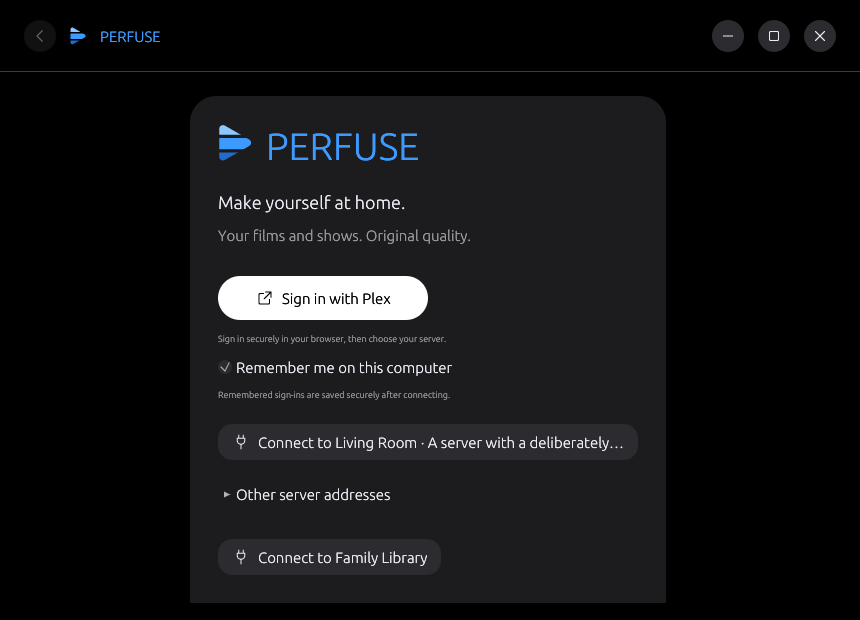 PERFUSE
PERFUSE
Make yourself at home.
Your films and shows. Original quality.
Sign in with Plex
Sign in securely in your browser, then choose your server.
Remember me on this computer
Remembered sign-ins are saved securely after connecting.
Connect to Living Room · A server with a deliberately…
Other server addresses
Connect to Family Library